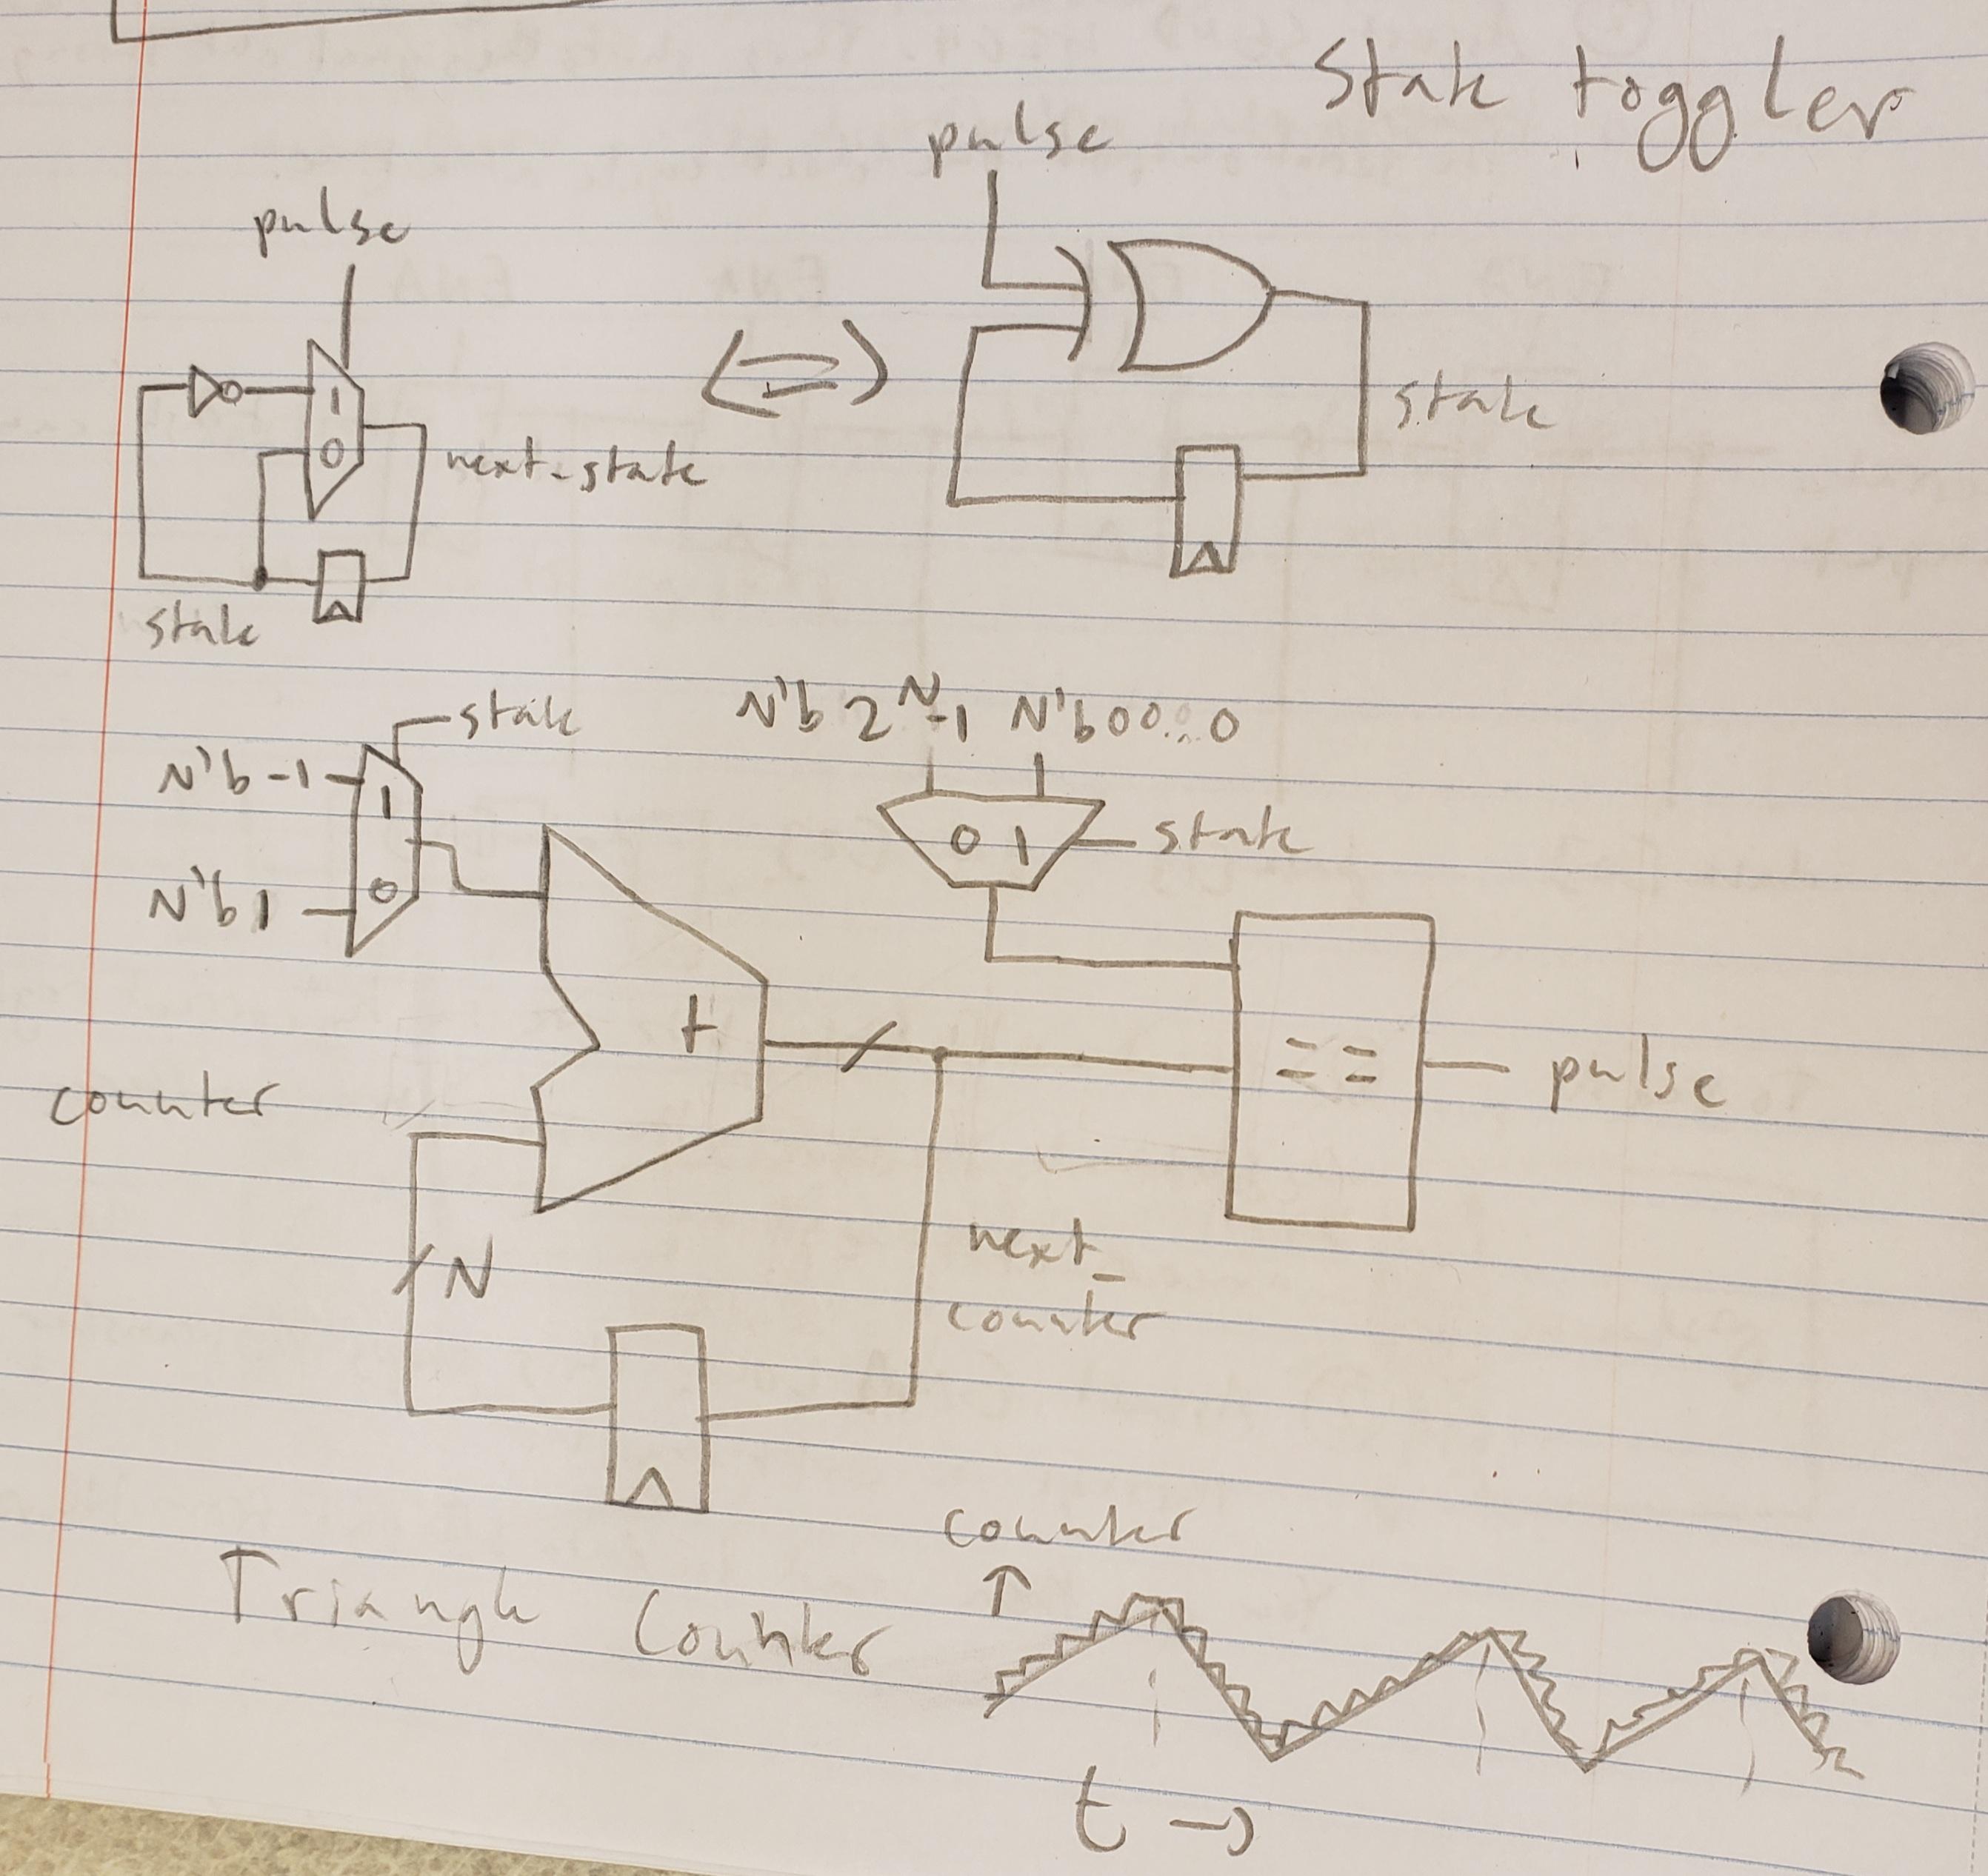 State toggler
pulse
pulse
1
0
next_state
state
<=>
state
N'b 2^N-1 N'b00...0
state
N'b-1
1
0
N'b1
0 1
state
+
==
pulse
counter
N
next_
counter
Triangle Counter
counter
↑
t →